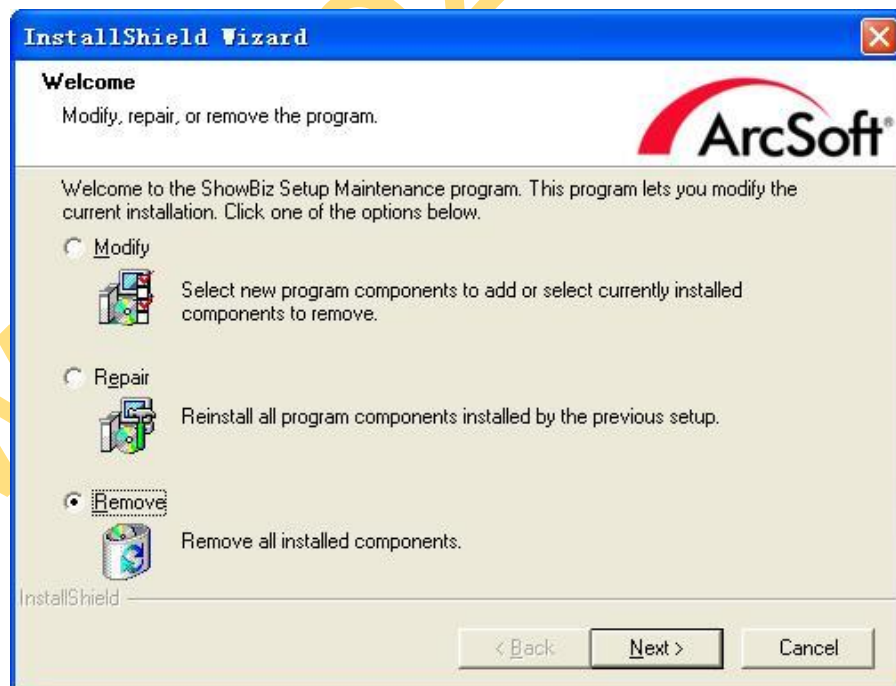 InstallShield Wizard
Welcome
Modify, repair, or remove the program.
ArcSoft®
Welcome to the ShowBiz Setup Maintenance program. This program lets you modify the
current installation. Click one of the options below.
Modify
Select new program components to add or select currently installed
components to remove.
Repair
Reinstall all program components installed by the previous setup.
Remove
Remove all installed components.
InstallShield
< Back
Next >
Cancel